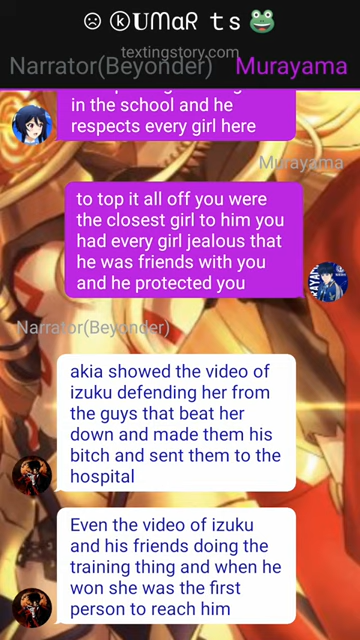 ☹ ⓚᑌᗰᗩᖇ ｔｓ🐸
textingstory.com
Narrator(Beyonder) Murayama
in the school and he
respects every girl here
Murayama
to top it all off you were
the closest girl to him you
had every girl jealous that
he was friends with you
and he protected you
Narrator(Beyonder)
akia showed the video of
izuku defending her from
the guys that beat her
down and made them his
bitch and sent them to the
hospital
Even the video of izuku
and his friends doing the
training thing and when he
won she was the first
person to reach him